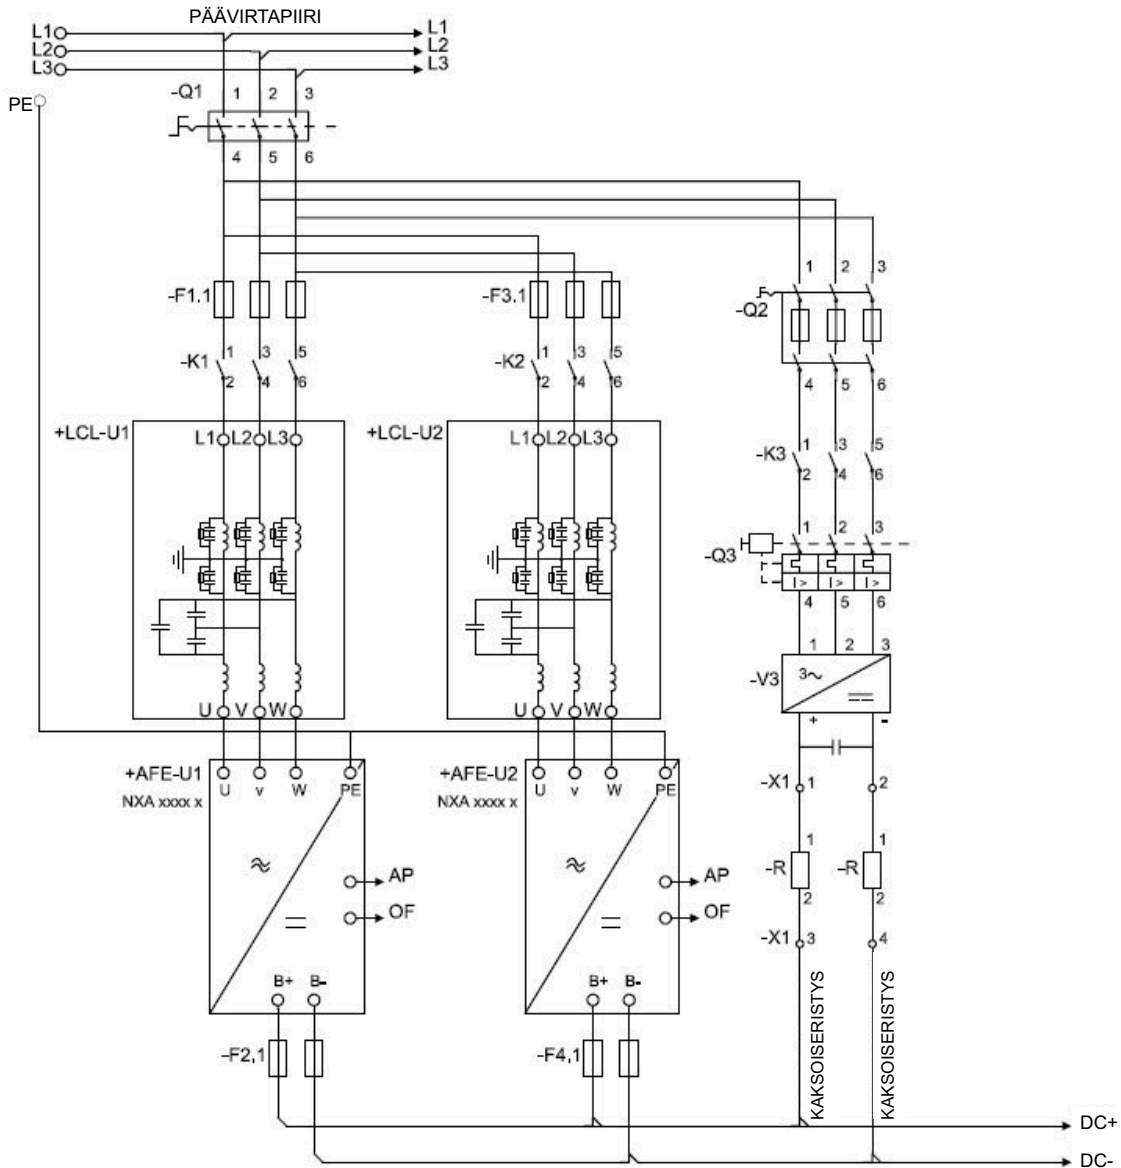 PÄÄVIRTAPIIRI
L1 L1
L2 L2
L3 L3
PE
-Q1 1 2 3
4 5 6
1 2 3
-F1.1 -F3.1 -Q2
-K1 1 3 5 -K2 1 3 5
2 4 6 2 4 6
4 5 6
+LCL-U1 L1 L2 L3 +LCL-U2 L1 L2 L3
-K3 1 3 5
2 4 6
1 2 3
-Q3
I > I > I >
4 5 6
1 2 3
-V3 3~
+ -
U V W U V W
+AFE-U1 +AFE-U2
U v W PE U v W PE
NXA xxxx x NXA xxxx x
-X1 1 2
1 1
-R -R
2 2
AP AP
OF OF
-X1 3 4
B+ B- B+ B-
-F2,1 -F4,1
KAKSOISERISTYS KAKSOISERISTYS
DC+
DC-